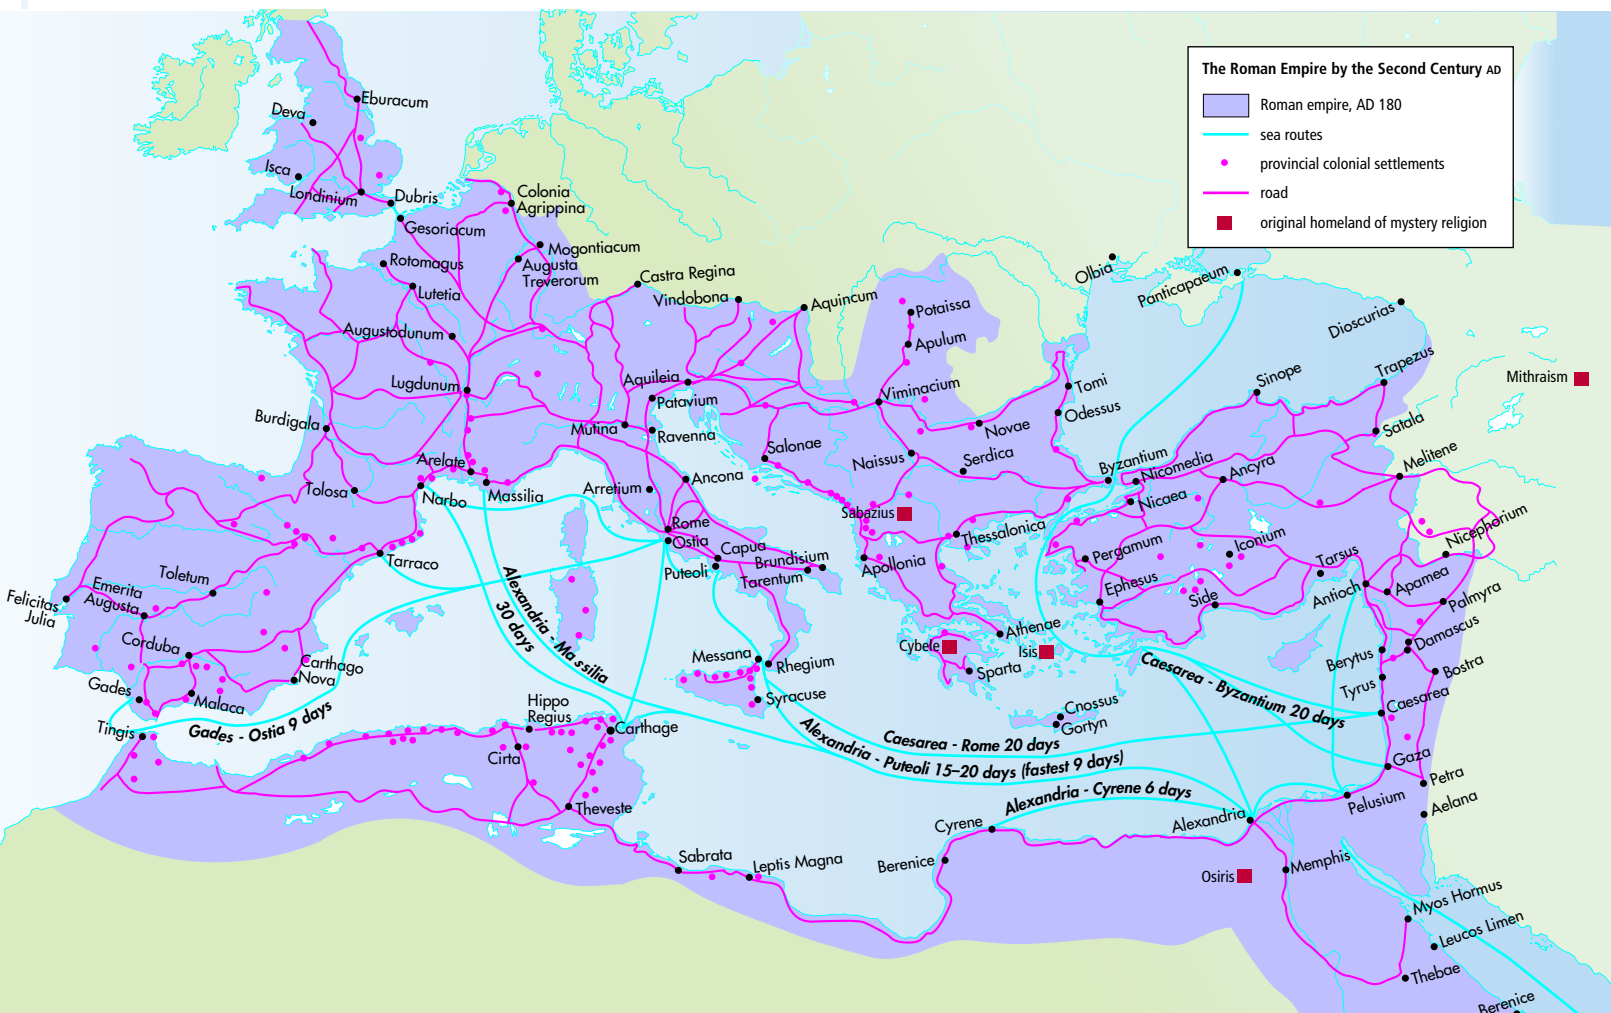 The Roman Empire by the Second Century AD
Roman empire, AD 180
sea routes
provincial colonial settlements
road
original homeland of mystery religion
Eburacum
Deva
Isca
Londinium
Dubris
Gesoriacum
Colonia
Agrippina
Mogontiacum
Augusta
Treverorum
Rotomagus
Lutetia
Castra Regina
Vindobona
Aquincum
Potaissa
Apulum
Olbia
Panticapaeum
Dioscurias
Trapezus
Mithraism
Augustodunum
Lugdunum
Aquileia
Patavium
Viminacium
Tomi
Sinope
Odessus
Burdigala
Mutina
Ravenna
Novae
Satala
Salonae
Naissus
Serdica
Byzantium
Nicomedia
Ancyra
Melitene
Arelate
Tolosa
Narbo
Massilia
Arretium
Ancona
Nicaea
Sabazius
Rome
Ostia
Capua
Puteoli
Brundisium
Tarentum
Thessalonica
Apollonia
Pergamum
Iconium
Nicephorium
Tarsus
Tarraco
Toletum
Emerita
Augusta
Felicitas
Julia
Ephesus
Side
Antioch
Apamea
Palmyra
Alexandria - Massilia
30 days
Corduba
Carthago
Nova
Gades
Malaca
Tingis
Gades - Ostia 9 days
Messana
Rhegium
Syracuse
Cybele
Athenae
Isis
Sparta
Damascus
Berytus
Bostra
Tyrus
Caesarea
Caesarea - Byzantium 20 days
Cnossus
Gortyn
Hippo
Regius
Carthage
Cirta
Theveste
Caesarea - Rome 20 days
Alexandria - Puteoli 15–20 days (fastest 9 days)
Alexandria - Cyrene 6 days
Gaza
Petra
Pelusium
Aelana
Cyrene
Alexandria
Berenice
Sabrata
Leptis Magna
Osiris
Memphis
Myos Hormus
Leucos Limen
Thebae
Berenice